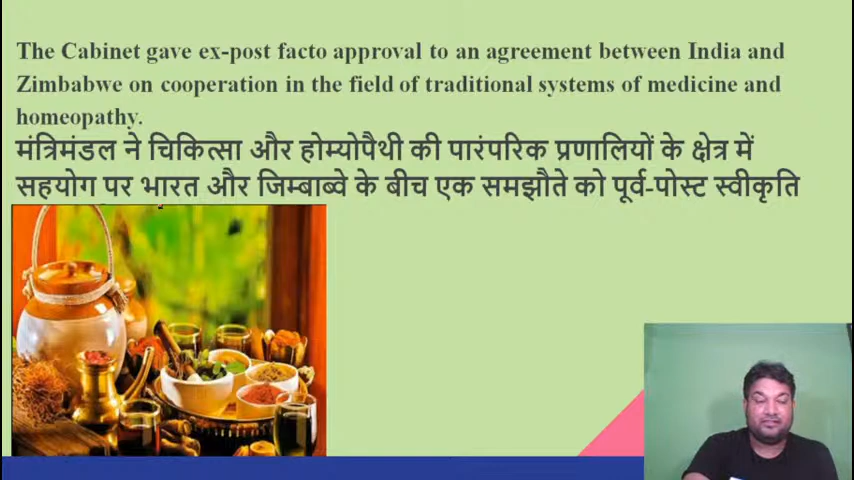 The Cabinet gave ex-post facto approval to an agreement between India and
Zimbabwe on cooperation in the field of traditional systems of medicine and
homeopathy.
मंत्रिमंडल ने चिकित्सा और होम्योपैथी की पारंपरिक प्रणालियों के क्षेत्र में
सहयोग पर भारत और जिम्बाब्वे के बीच एक समझौते को पूर्व-पोस्ट स्वीकृति